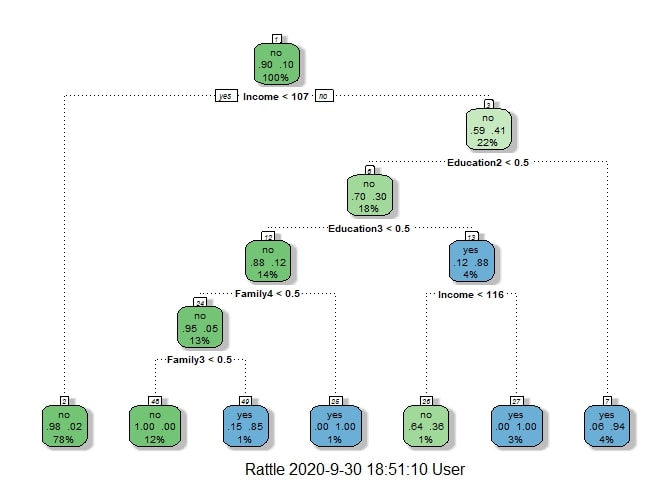 1
no
.90 .10
100%
yes Income < 107 no
3
no
.59 .41
22%
Education2 < 0.5
6
no
.70 .30
18%
Education3 < 0.5
12
no
.88 .12
14%
13
yes
.12 .88
4%
Family4 < 0.5
Income < 116
24
no
.95 .05
13%
Family3 < 0.5
2
no
.98 .02
78%
48
no
1.00 .00
12%
49
yes
.15 .85
1%
25
yes
.00 1.00
1%
26
no
.64 .36
1%
27
yes
.00 1.00
3%
7
yes
.06 .94
4%
Rattle 2020-9-30 18:51:10 User